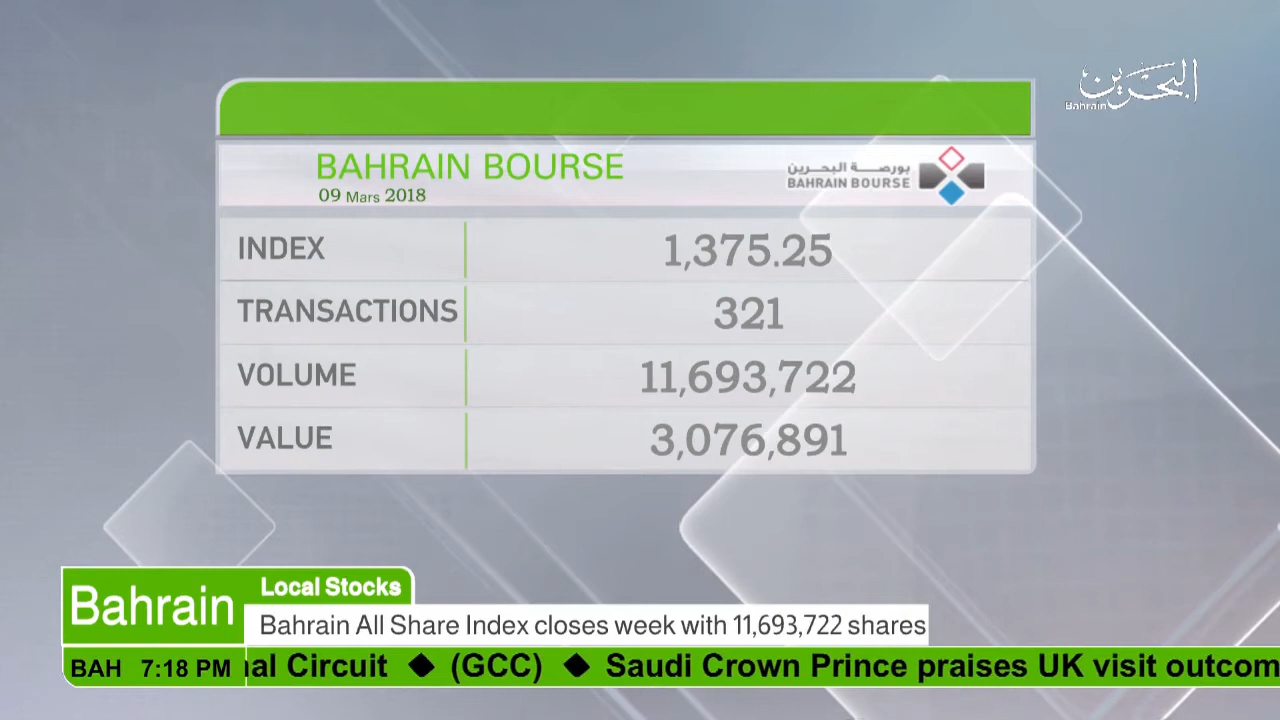 البحرين
Bahrain
BAHRAIN BOURSE
09 Mars 2018
بورصة البحرين
BAHRAIN BOURSE
INDEX 1,375.25
TRANSACTIONS 321
VOLUME 11,693,722
VALUE 3,076,891
Local Stocks
Bahrain
Bahrain All Share Index closes week with 11,693,722 shares
BAH 7:18 PM al Circuit ◆ (GCC) ◆ Saudi Crown Prince praises UK visit outcom